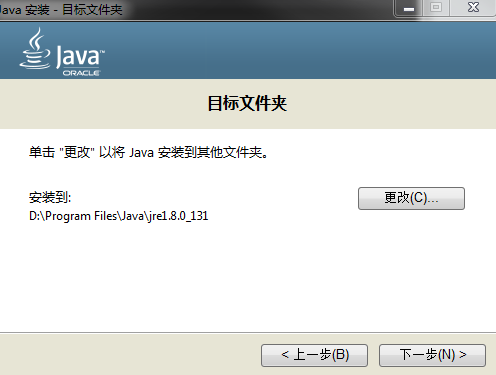 Java 安装 - 目标文件夹
Java™
ORACLE
目标文件夹
单击 "更改" 以将 Java 安装到其他文件夹。
安装到:
更改(C)...
D:\Program Files\Java\jre1.8.0_131
< 上一步(B)
下一步(N) >